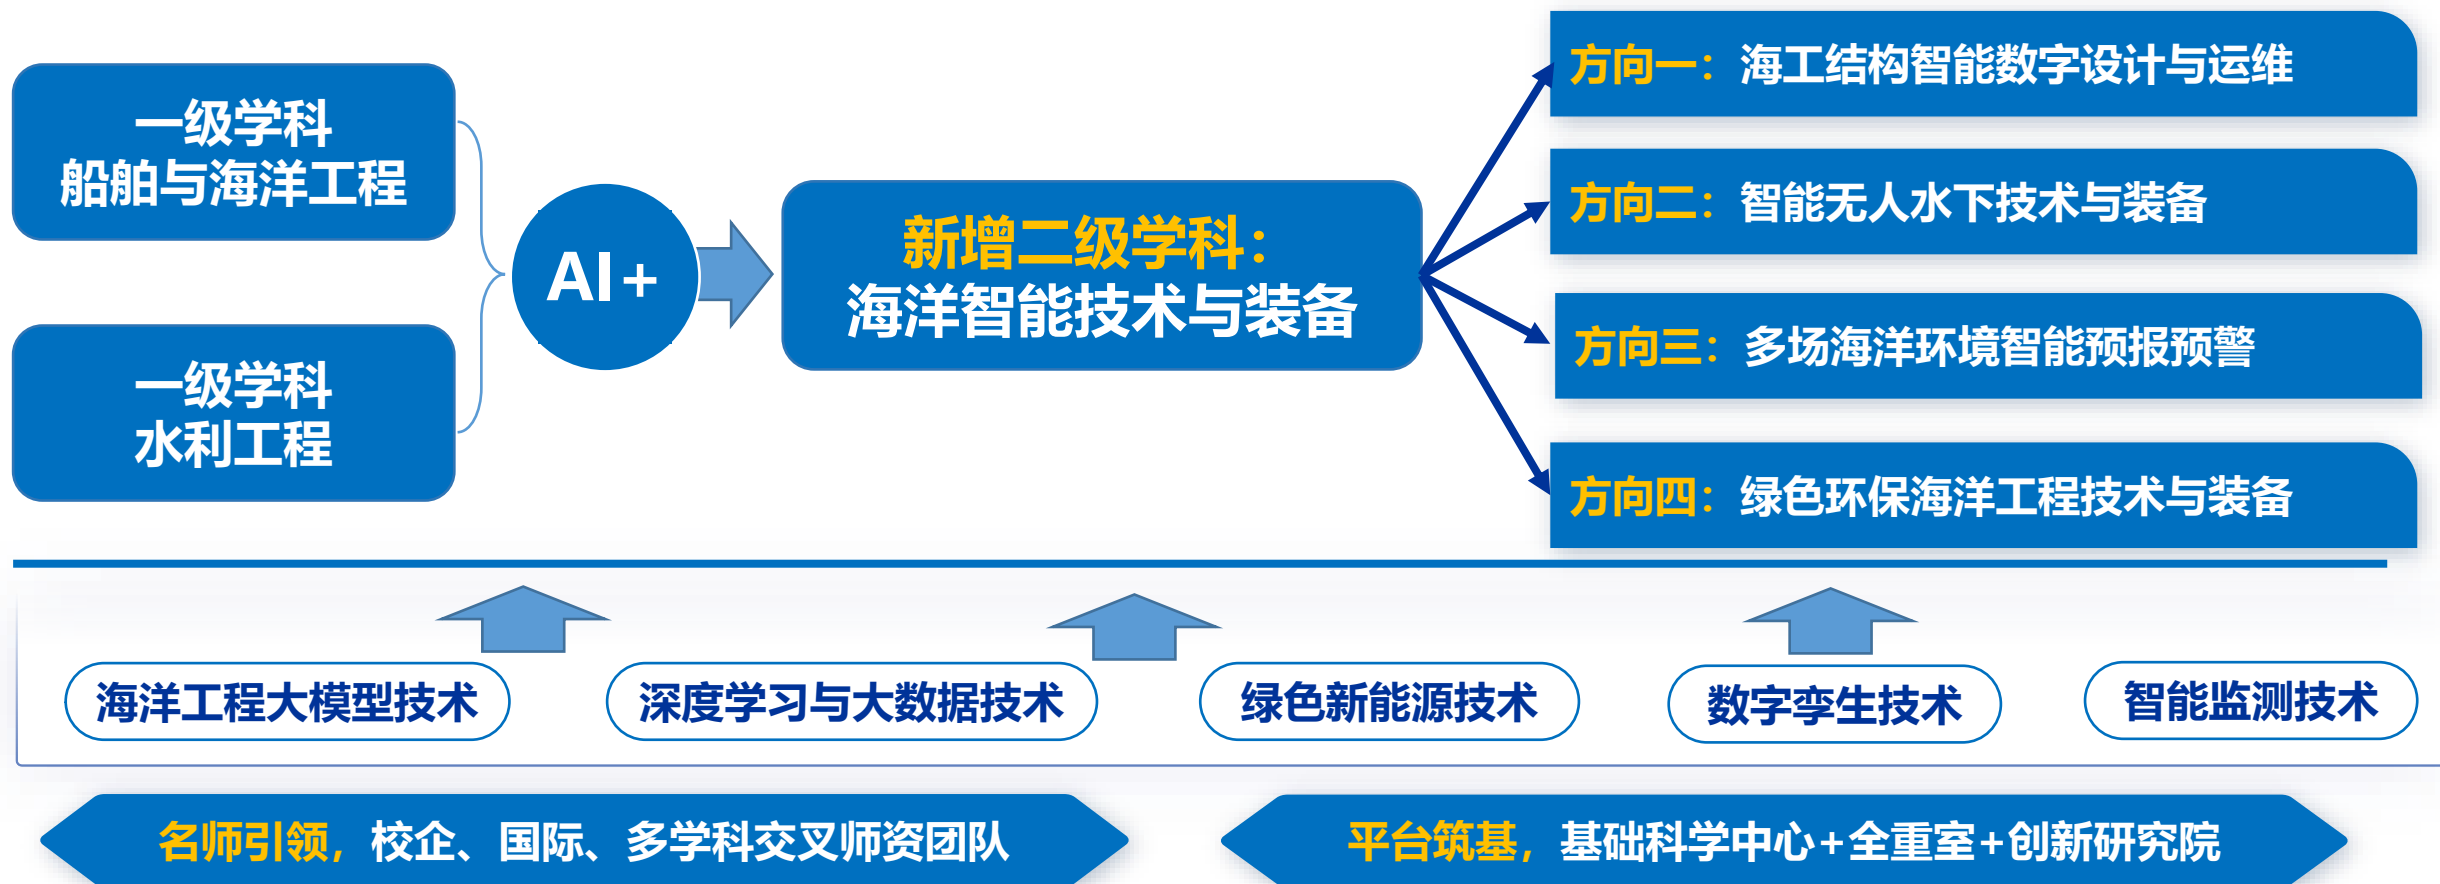 一级学科
船舶与海洋工程
一级学科
水利工程
AI+
新增二级学科：
海洋智能技术与装备
方向一：海工结构智能数字设计与运维
方向二：智能无人水下技术与装备
方向三：多场海洋环境智能预报预警
方向四：绿色环保海洋工程技术与装备
海洋工程大模型技术
深度学习与大数据技术
绿色新能源技术
数字孪生技术
智能监测技术
名师引领，校企、国际、多学科交叉师资团队
平台筑基，基础科学中心+全重室+创新研究院